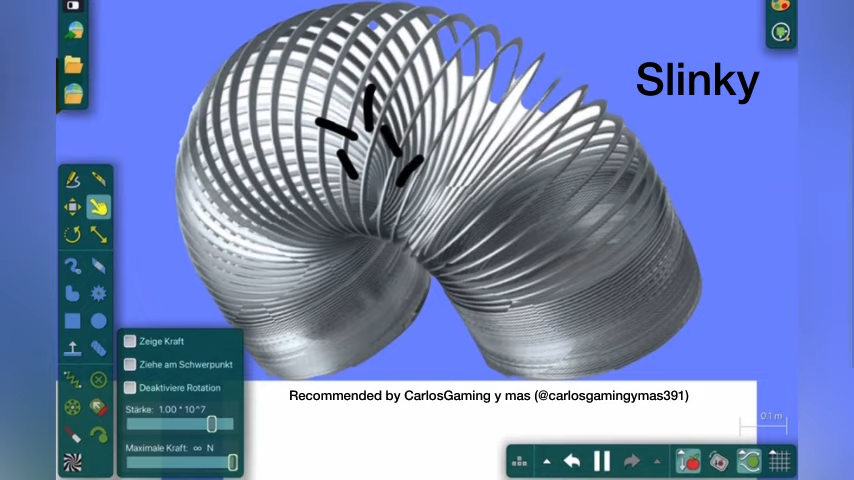 Slinky
Zeige Kraft
Ziehe am Schwerpunkt
Deaktiviere Rotation
Stärke: 1.00 * 10^7
Maximale Kraft: ∞ N
Recommended by CarlosGaming y mas (@carlosgamingymas391)
0.1 m